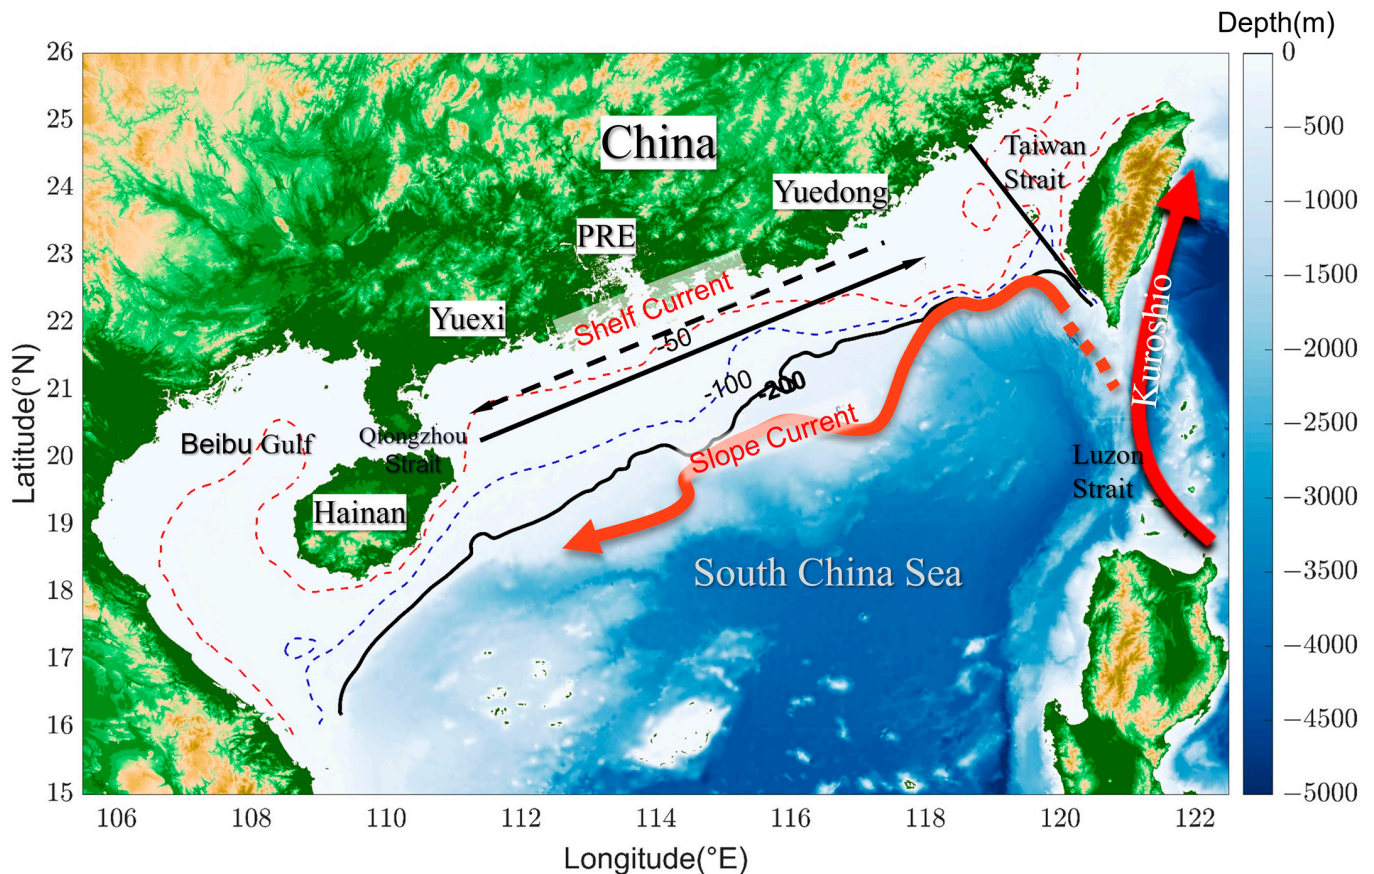 Depth(m)
26
25
24
23
22
21
20
19
18
17
16
15
Latitude(°N)
China
Taiwan
Strait
Yuedong
PRE
Shelf Current
Yuexi
Kuroshio
-50
-100
-200
Beibu Gulf
Qiongzhou
Strait
Slope Current
Luzon
Strait
Hainan
South China Sea
0
−500
−1000
−1500
−2000
−2500
−3000
−3500
−4000
−4500
−5000
106
108
110
112
114
116
118
120
122
Longitude(°E)